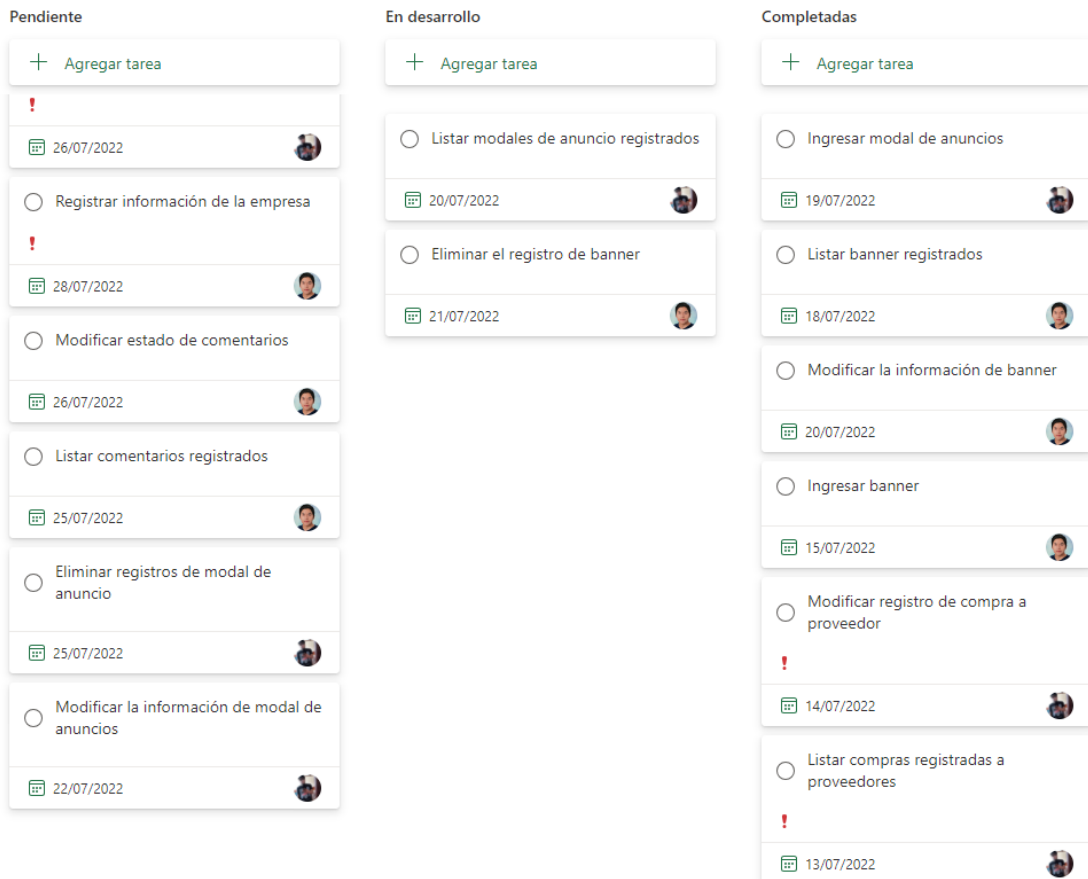 Pendiente
Agregar tarea
26/07/2022
Registrar información de la empresa
28/07/2022
Modificar estado de comentarios
26/07/2022
Listar comentarios registrados
25/07/2022
Eliminar registros de modal de
anuncio
25/07/2022
Modificar la información de modal de
anuncios
22/07/2022
En desarrollo
Agregar tarea
Listar modales de anuncio registrados
20/07/2022
Eliminar el registro de banner
21/07/2022
Completadas
Agregar tarea
Ingresar modal de anuncios
19/07/2022
Listar banner registrados
18/07/2022
Modificar la información de banner
20/07/2022
Ingresar banner
15/07/2022
Modificar registro de compra a
proveedor
14/07/2022
Listar compras registradas a
proveedores
13/07/2022